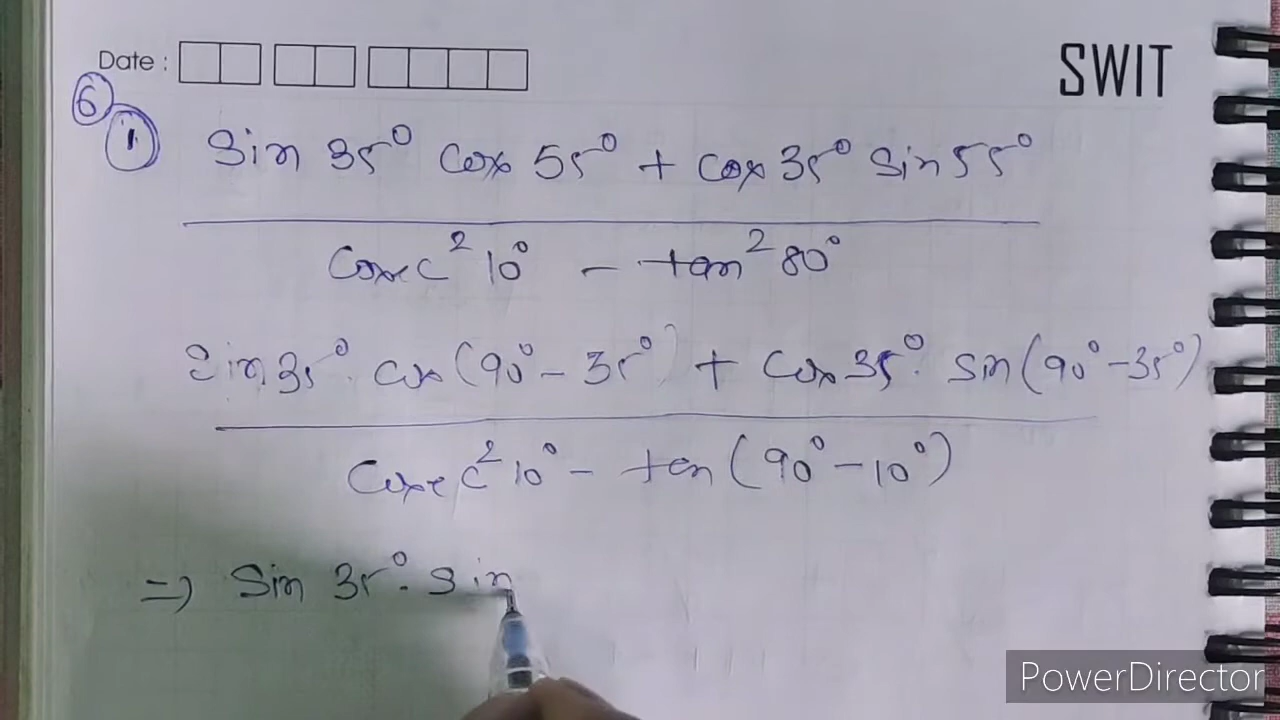 Date : SWIT
6
1 Sin 35° cos 55° + cos 35° sin 55°
Cosec² 10° - tan² 80°
Sin 35° . cos (90° - 35°) + cos 35° . sin (90° - 35°)
Cosec² 10° - tan (90° - 10°)
=> Sin 35° . Sin
PowerDirector